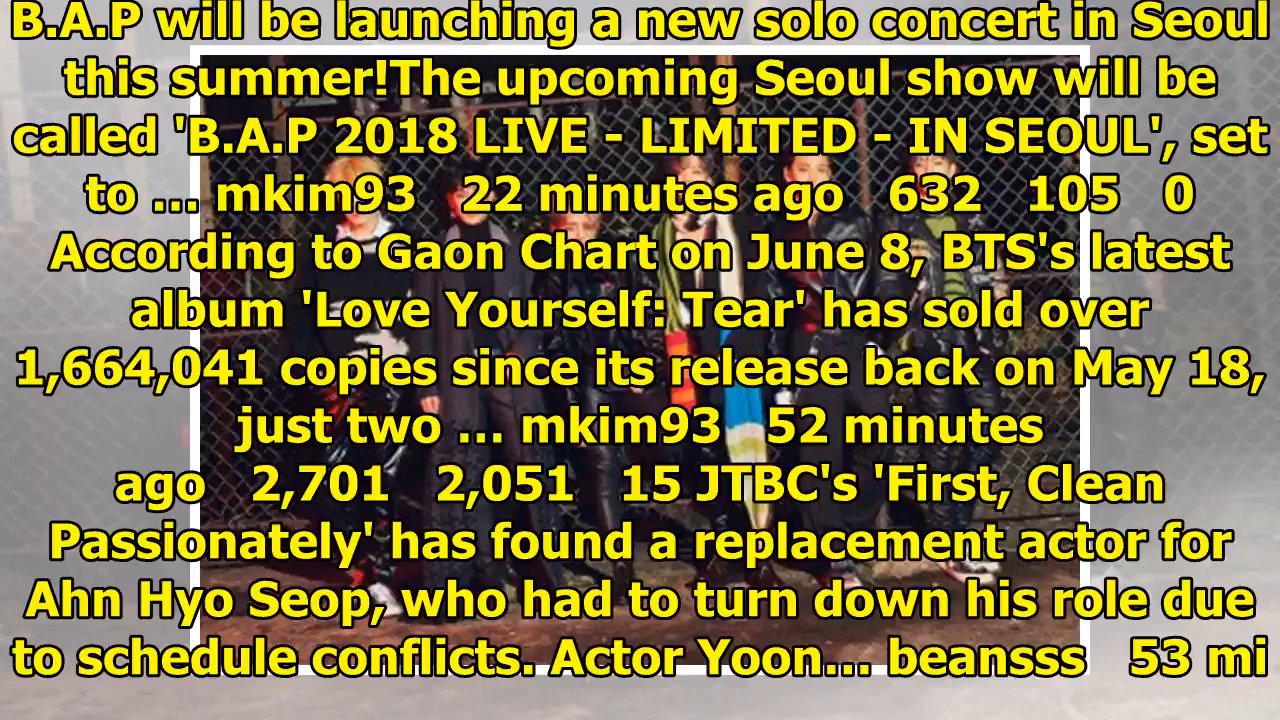 B.A.P will be launching a new solo concert in Seoul
this summer!The upcoming Seoul show will be
called 'B.A.P 2018 LIVE - LIMITED - IN SEOUL', set
to ... mkim93   22 minutes ago   632   105   0
According to Gaon Chart on June 8, BTS's latest
album 'Love Yourself: Tear' has sold over
1,664,041 copies since its release back on May 18,
just two ... mkim93   52 minutes
ago   2,701   2,051   15 JTBC's 'First, Clean
Passionately' has found a replacement actor for
Ahn Hyo Seop, who had to turn down his role due
to schedule conflicts. Actor Yoon... beansss   53 mi